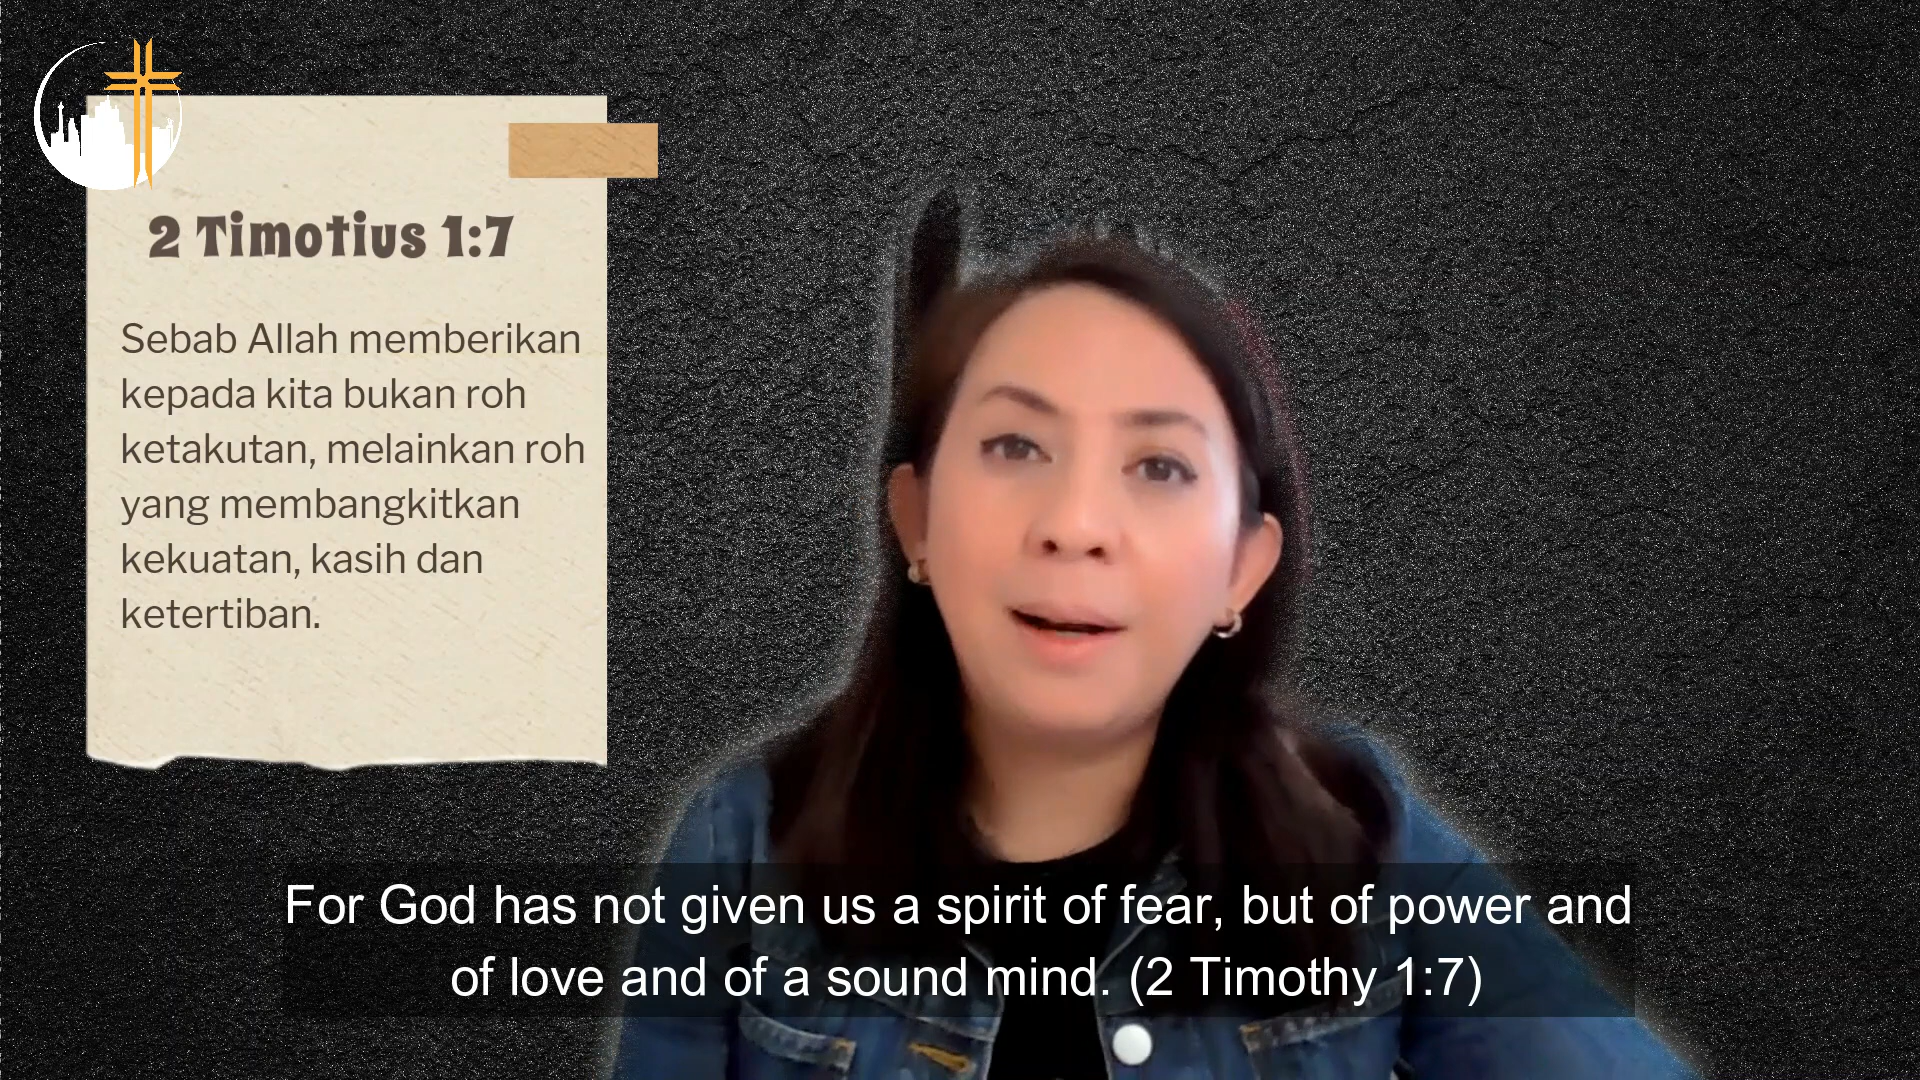 2 Timotius 1:7
Sebab Allah memberikan
kepada kita bukan roh
ketakutan, melainkan roh
yang membangkitkan
kekuatan, kasih dan
ketertiban.
For God has not given us a spirit of fear, but of power and
of love and of a sound mind. (2 Timothy 1:7)